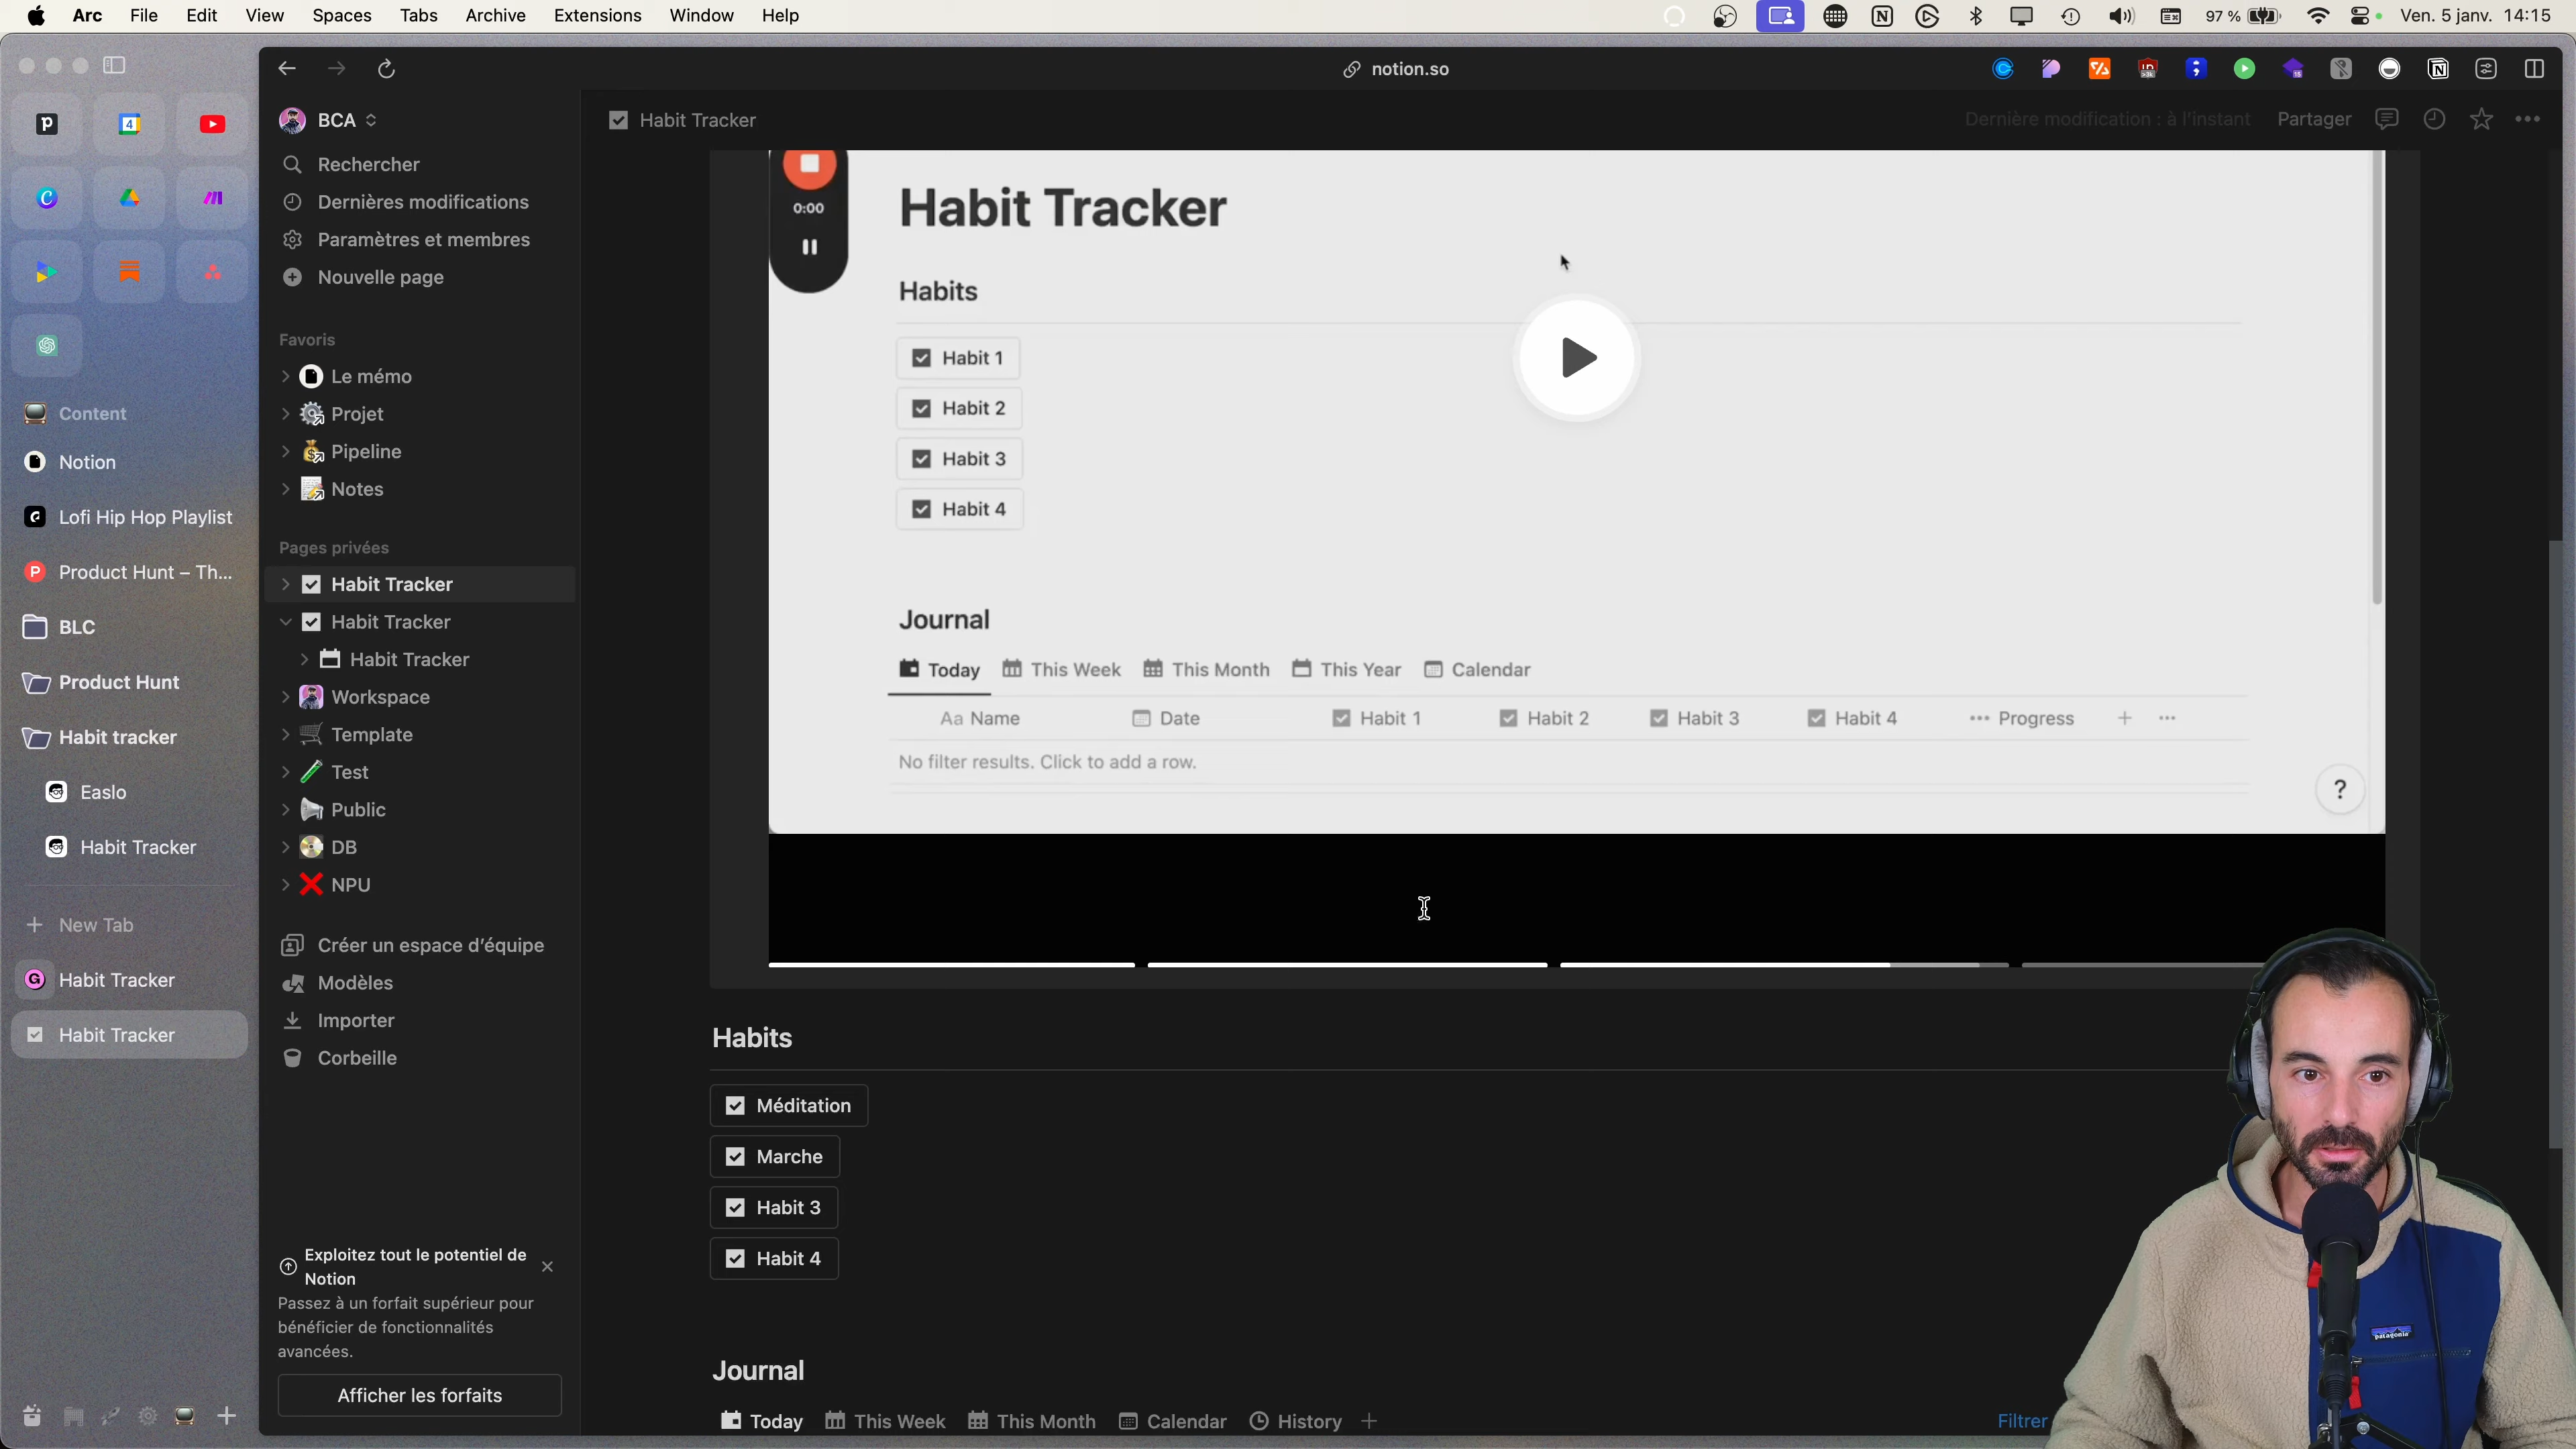 Arc File Edit View Spaces Tabs Archive Extensions Window Help
97 % Ven. 5 janv. 14:15
notion.so
BCA
Habit Tracker
Dernière modification : à l'instant Partager
Rechercher
Dernières modifications
Paramètres et membres
Nouvelle page
Favoris
Le mémo
Projet
Pipeline
Notes
Pages privées
Habit Tracker
Habit Tracker
Habit Tracker
Workspace
Template
Test
Public
DB
NPU
Créer un espace d'équipe
Modèles
Importer
Corbeille
Exploitez tout le potentiel de
Notion
Passez à un forfait supérieur pour
bénéficier de fonctionnalités
avancées.
Afficher les forfaits
Content
Notion
Lofi Hip Hop Playlist
Product Hunt – Th...
BLC
Product Hunt
Habit tracker
Easlo
Habit Tracker
New Tab
Habit Tracker
Habit Tracker
0:00
Habit Tracker
Habits
Habit 1
Habit 2
Habit 3
Habit 4
Journal
Today This Week This Month This Year Calendar
Aa Name Date Habit 1 Habit 2 Habit 3 Habit 4 Progress
No filter results. Click to add a row.
?
Habits
Méditation
Marche
Habit 3
Habit 4
Journal
Today This Week This Month Calendar History
Filtrer
patagonia